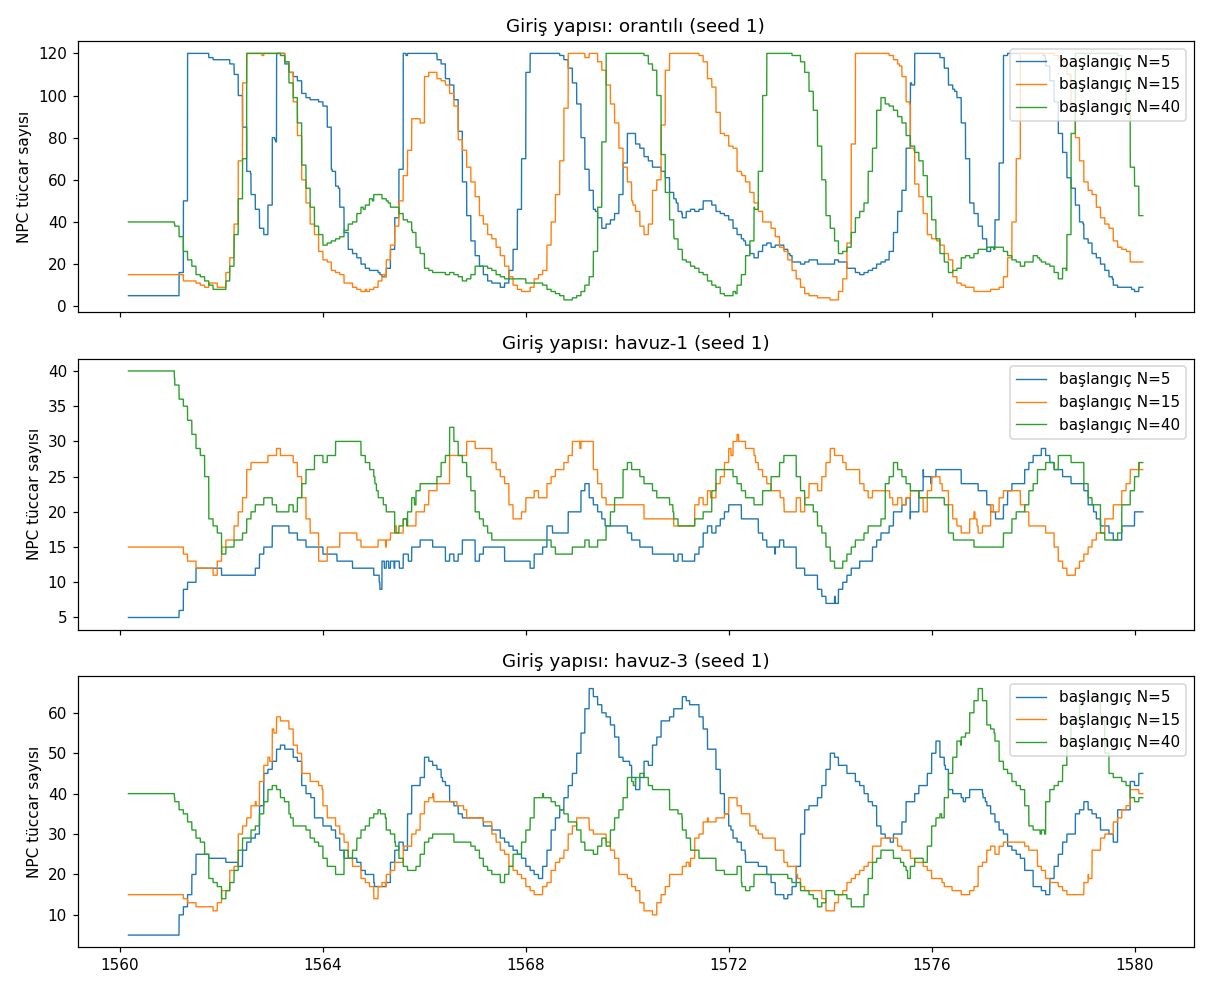 Giriş yapısı: orantılı (seed 1)
NPC tüccar sayısı
120
100
80
60
40
20
0
başlangıç N=5
başlangıç N=15
başlangıç N=40
Giriş yapısı: havuz-1 (seed 1)
NPC tüccar sayısı
40
35
30
25
20
15
10
5
başlangıç N=5
başlangıç N=15
başlangıç N=40
Giriş yapısı: havuz-3 (seed 1)
NPC tüccar sayısı
60
50
40
30
20
10
başlangıç N=5
başlangıç N=15
başlangıç N=40
1560 1564 1568 1572 1576 1580